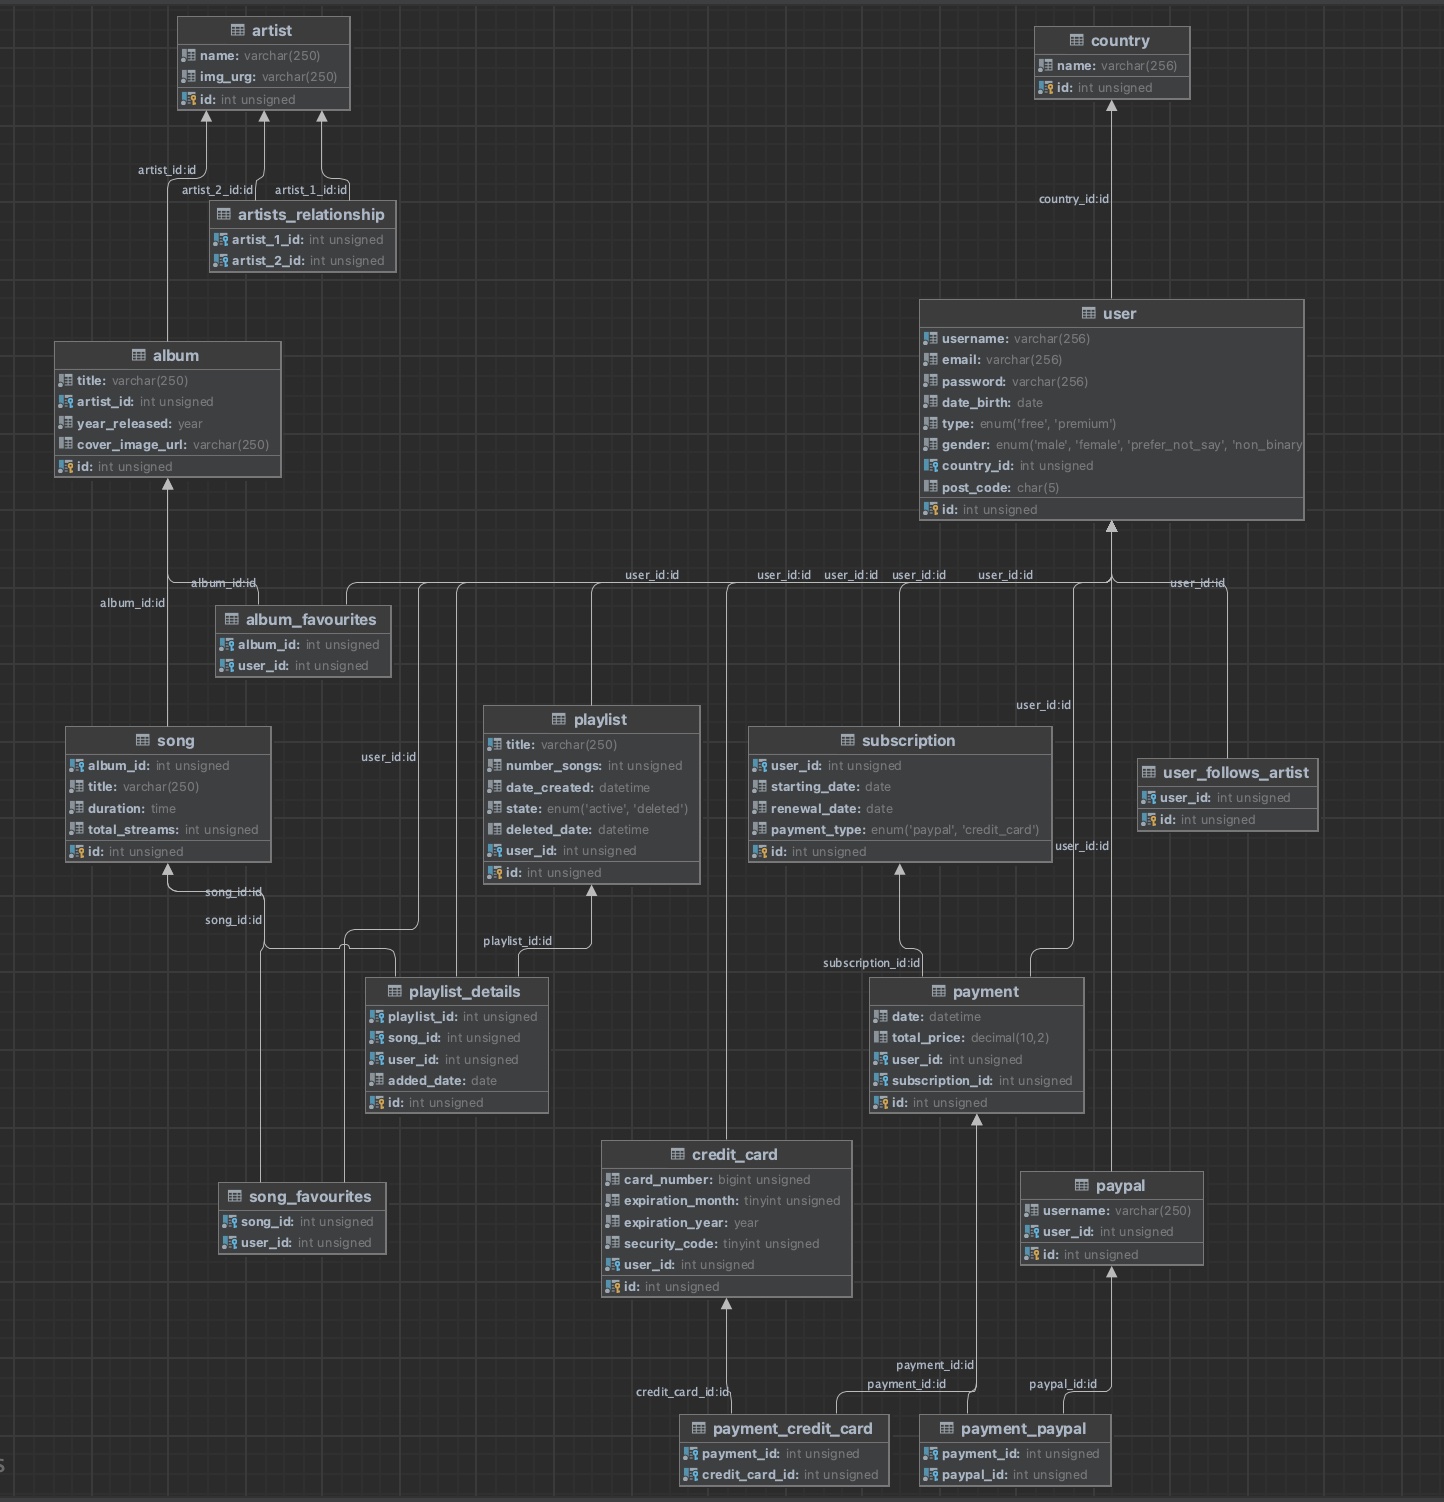 artist
name: varchar(250)
img_urg: varchar(250)
id: int unsigned
country
name: varchar(256)
id: int unsigned
artist_id:id
artist_2_id:id
artist_1_id:id
country_id:id
artists_relationship
artist_1_id: int unsigned
artist_2_id: int unsigned
user
username: varchar(256)
email: varchar(256)
password: varchar(256)
date_birth: date
type: enum('free', 'premium')
gender: enum('male', 'female', 'prefer_not_say', 'non_binary
country_id: int unsigned
post_code: char(5)
id: int unsigned
album
title: varchar(250)
artist_id: int unsigned
year_released: year
cover_image_url: varchar(250)
id: int unsigned
album_id:id
album_id:id
user_id:id
user_id:id
user_id:id
user_id:id
user_id:id
user_id:id
album_favourites
album_id: int unsigned
user_id: int unsigned
song
album_id: int unsigned
title: varchar(250)
duration: time
total_streams: int unsigned
id: int unsigned
user_id:id
playlist
title: varchar(250)
number_songs: int unsigned
date_created: datetime
state: enum('active', 'deleted')
deleted_date: datetime
user_id: int unsigned
id: int unsigned
subscription
user_id: int unsigned
starting_date: date
renewal_date: date
payment_type: enum('paypal', 'credit_card')
id: int unsigned
user_id:id
user_id:id
user_follows_artist
user_id: int unsigned
id: int unsigned
song_id:id
song_id:id
playlist_id:id
subscription_id:id
playlist_details
playlist_id: int unsigned
song_id: int unsigned
user_id: int unsigned
added_date: date
id: int unsigned
payment
date: datetime
total_price: decimal(10,2)
user_id: int unsigned
subscription_id: int unsigned
id: int unsigned
song_favourites
song_id: int unsigned
user_id: int unsigned
credit_card
card_number: bigint unsigned
expiration_month: tinyint unsigned
expiration_year: year
security_code: tinyint unsigned
user_id: int unsigned
id: int unsigned
paypal
username: varchar(250)
user_id: int unsigned
id: int unsigned
payment_id:id
payment_id:id
credit_card_id:id
paypal_id:id
payment_credit_card
payment_id: int unsigned
credit_card_id: int unsigned
payment_paypal
payment_id: int unsigned
paypal_id: int unsigned